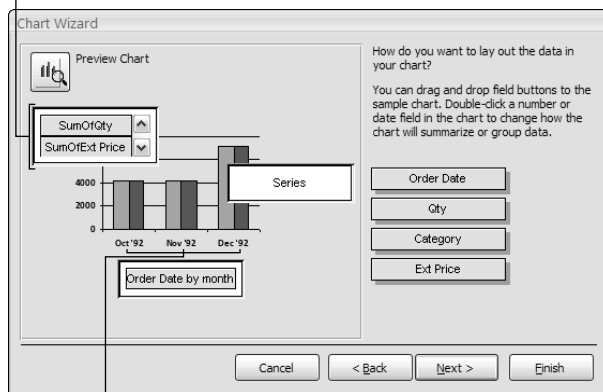 Chart Wizard
Preview Chart
SumOfQty
SumOfExt Price
4000
2000
0
Oct '92 Nov '92 Dec '92
Series
Order Date by month
How do you want to lay out the data in
your chart?
You can drag and drop field buttons to the
sample chart. Double-click a number or
date field in the chart to change how the
chart will summarize or group data.
Order Date
Qty
Category
Ext Price
Cancel < Back Next > Finish